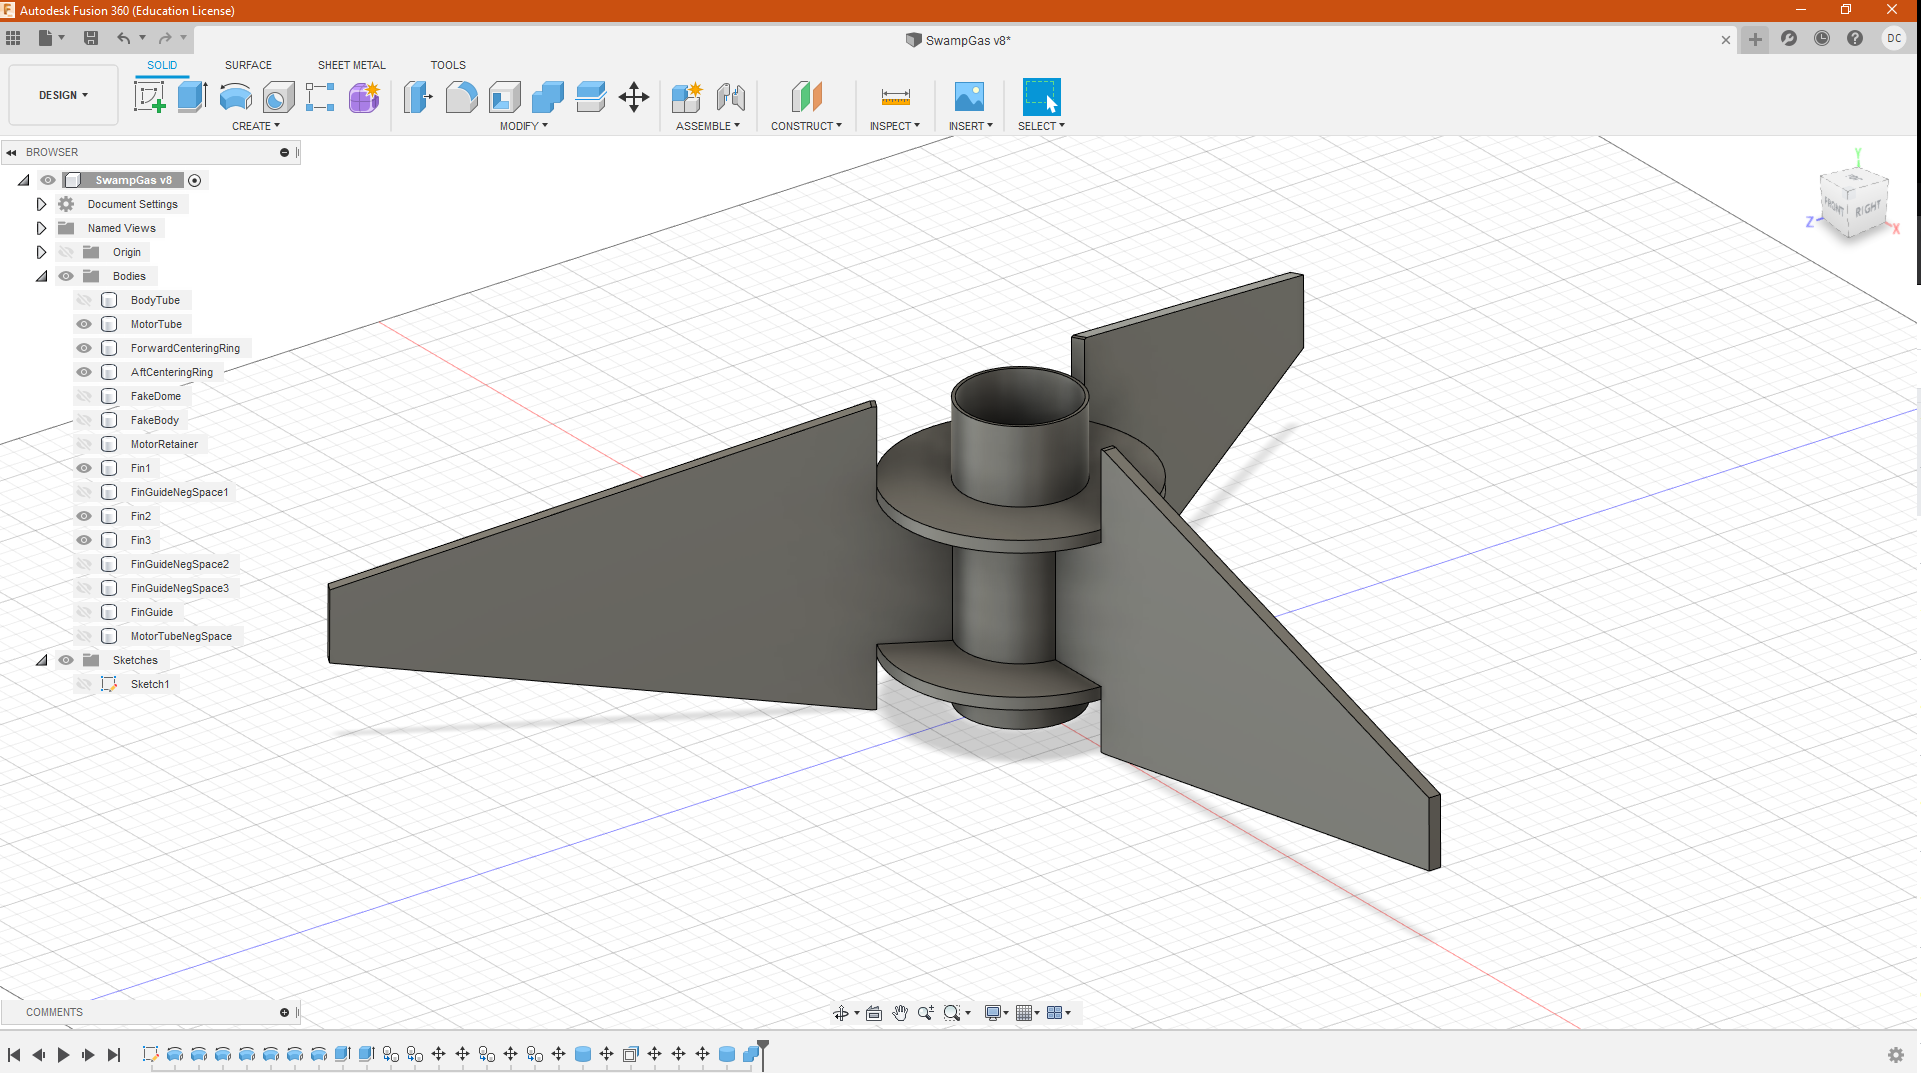 Autodesk Fusion 360 (Education License)
SwampGas v8*
DC
DESIGN
SOLID
SURFACE
SHEET METAL
TOOLS
CREATE
MODIFY
ASSEMBLE
CONSTRUCT
INSPECT
INSERT
SELECT
BROWSER
SwampGas v8
Document Settings
Named Views
Origin
Bodies
BodyTube
MotorTube
ForwardCenteringRing
AftCenteringRing
FakeDome
FakeBody
MotorRetainer
Fin1
FinGuideNegSpace1
Fin2
Fin3
FinGuideNegSpace2
FinGuideNegSpace3
FinGuide
MotorTubeNegSpace
Sketches
Sketch1
Y
FRONT
RIGHT
Z
X
COMMENTS